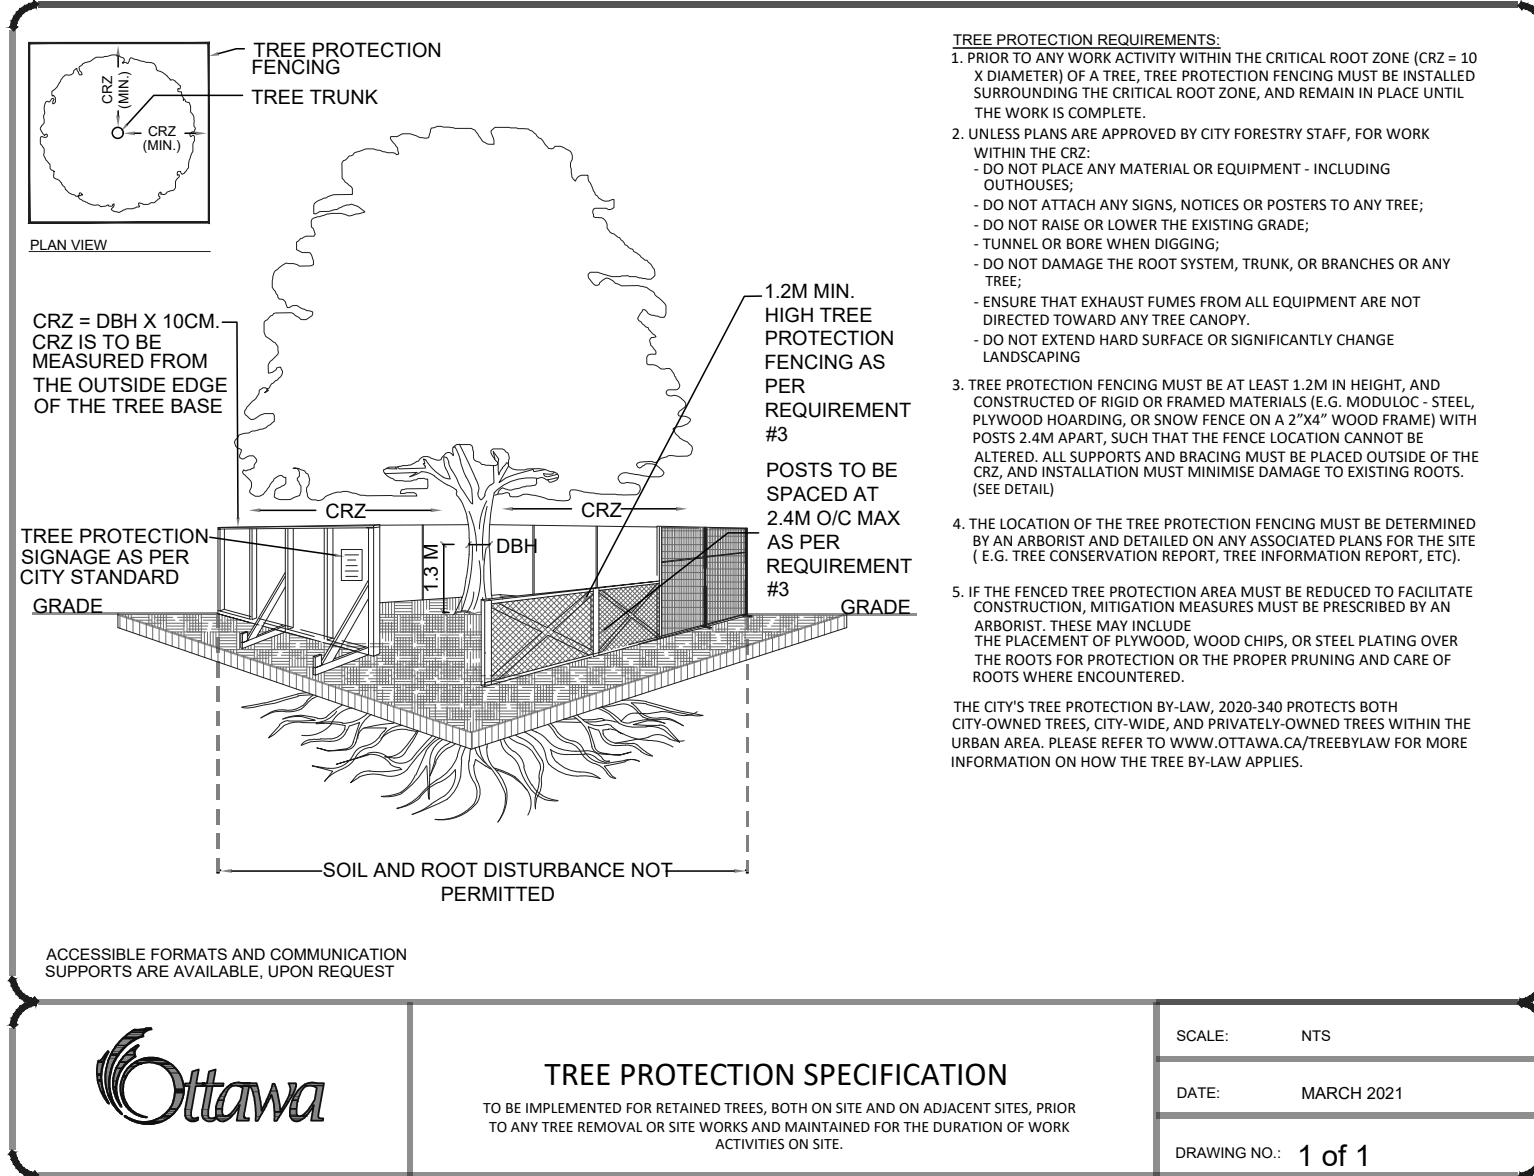 TREE PROTECTION
FENCING
TREE TRUNK
CRZ
(MIN.)
CRZ
(MIN.)
PLAN VIEW
CRZ = DBH X 10CM.
CRZ IS TO BE
MEASURED FROM
THE OUTSIDE EDGE
OF THE TREE BASE
TREE PROTECTION
SIGNAGE AS PER
CITY STANDARD
GRADE
CRZ
CRZ
DBH
1.3 M
1.2M MIN.
HIGH TREE
PROTECTION
FENCING AS
PER
REQUIREMENT
#3
POSTS TO BE
SPACED AT
2.4M O/C MAX
AS PER
REQUIREMENT
#3
GRADE
SOIL AND ROOT DISTURBANCE NOT
PERMITTED
ACCESSIBLE FORMATS AND COMMUNICATION
SUPPORTS ARE AVAILABLE, UPON REQUEST
TREE PROTECTION REQUIREMENTS:
1. PRIOR TO ANY WORK ACTIVITY WITHIN THE CRITICAL ROOT ZONE (CRZ = 10
X DIAMETER) OF A TREE, TREE PROTECTION FENCING MUST BE INSTALLED
SURROUNDING THE CRITICAL ROOT ZONE, AND REMAIN IN PLACE UNTIL
THE WORK IS COMPLETE.
2. UNLESS PLANS ARE APPROVED BY CITY FORESTRY STAFF, FOR WORK
WITHIN THE CRZ:
- DO NOT PLACE ANY MATERIAL OR EQUIPMENT - INCLUDING
OUTHOUSES;
- DO NOT ATTACH ANY SIGNS, NOTICES OR POSTERS TO ANY TREE;
- DO NOT RAISE OR LOWER THE EXISTING GRADE;
- TUNNEL OR BORE WHEN DIGGING;
- DO NOT DAMAGE THE ROOT SYSTEM, TRUNK, OR BRANCHES OR ANY
TREE;
- ENSURE THAT EXHAUST FUMES FROM ALL EQUIPMENT ARE NOT
DIRECTED TOWARD ANY TREE CANOPY.
- DO NOT EXTEND HARD SURFACE OR SIGNIFICANTLY CHANGE
LANDSCAPING
3. TREE PROTECTION FENCING MUST BE AT LEAST 1.2M IN HEIGHT, AND
CONSTRUCTED OF RIGID OR FRAMED MATERIALS (E.G. MODULOC - STEEL,
PLYWOOD HOARDING, OR SNOW FENCE ON A 2”X4” WOOD FRAME) WITH
POSTS 2.4M APART, SUCH THAT THE FENCE LOCATION CANNOT BE
ALTERED. ALL SUPPORTS AND BRACING MUST BE PLACED OUTSIDE OF THE
CRZ, AND INSTALLATION MUST MINIMISE DAMAGE TO EXISTING ROOTS.
(SEE DETAIL)
4. THE LOCATION OF THE TREE PROTECTION FENCING MUST BE DETERMINED
BY AN ARBORIST AND DETAILED ON ANY ASSOCIATED PLANS FOR THE SITE
( E.G. TREE CONSERVATION REPORT, TREE INFORMATION REPORT, ETC).
5. IF THE FENCED TREE PROTECTION AREA MUST BE REDUCED TO FACILITATE
CONSTRUCTION, MITIGATION MEASURES MUST BE PRESCRIBED BY AN
ARBORIST. THESE MAY INCLUDE
THE PLACEMENT OF PLYWOOD, WOOD CHIPS, OR STEEL PLATING OVER
THE ROOTS FOR PROTECTION OR THE PROPER PRUNING AND CARE OF
ROOTS WHERE ENCOUNTERED.
THE CITY'S TREE PROTECTION BY-LAW, 2020-340 PROTECTS BOTH
CITY-OWNED TREES, CITY-WIDE, AND PRIVATELY-OWNED TREES WITHIN THE
URBAN AREA. PLEASE REFER TO WWW.OTTAWA.CA/TREEBYLAW FOR MORE
INFORMATION ON HOW THE TREE BY-LAW APPLIES.
Ottawa
TREE PROTECTION SPECIFICATION
TO BE IMPLEMENTED FOR RETAINED TREES, BOTH ON SITE AND ON ADJACENT SITES, PRIOR
TO ANY TREE REMOVAL OR SITE WORKS AND MAINTAINED FOR THE DURATION OF WORK
ACTIVITIES ON SITE.
SCALE: NTS
DATE: MARCH 2021
DRAWING NO.: 1 of 1